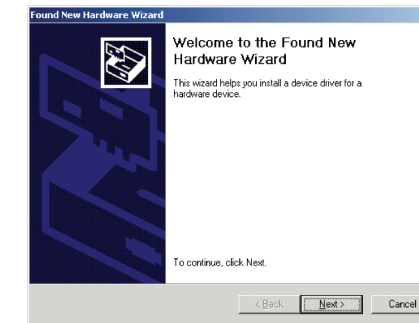 Found New Hardware Wizard
Welcome to the Found New
Hardware Wizard
This wizard helps you install a device driver for a
hardware device.
To continue, click Next.
< Back
Next >
Cancel